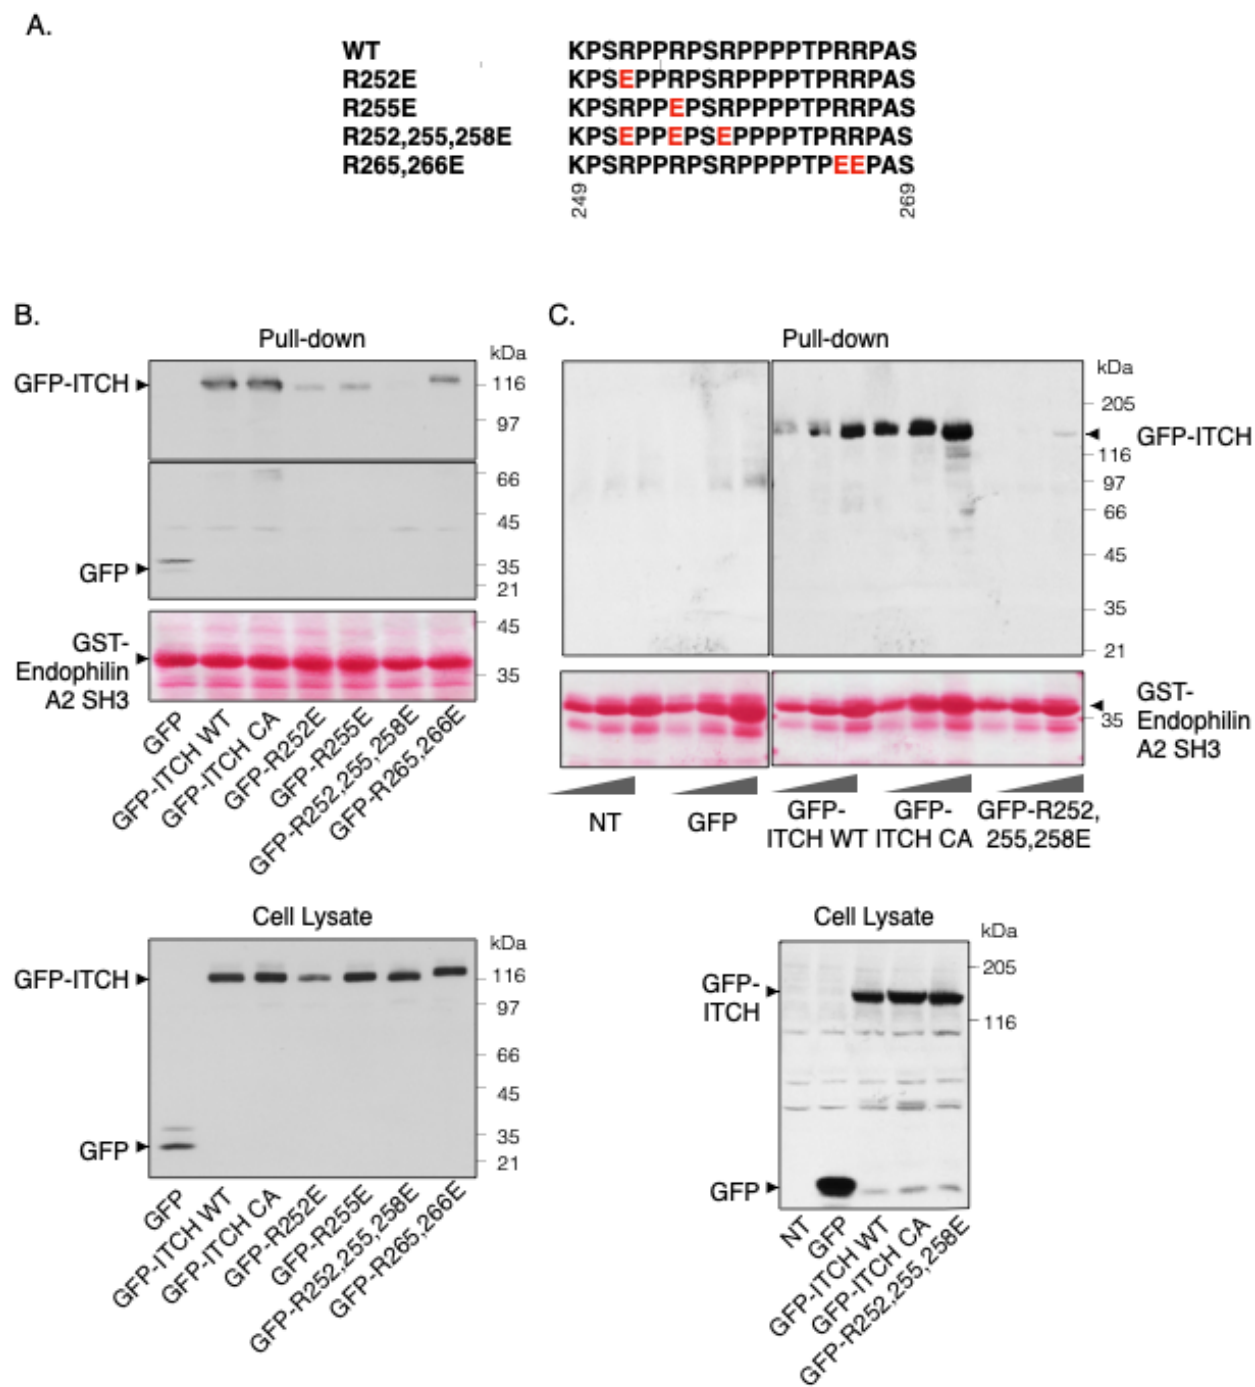 A.
WT KPSRPPRPSRPPPPTPRRPAS
R252E KPSEPPRPSRPPPPTPRRPAS
R255E KPSRPPEPSRPPPPTPRRPAS
R252,255,258E KPSEPPEPSEPPPPTPRRPAS
R265,266E KPSRPPRPSRPPPPTPEEPAS
249 269
B.
Pull-down
kDa
GFP-ITCH
116
97
66
45
GFP
35
21
GST-
Endophilin
A2 SH3
45
35
GFP
GFP-ITCH WT
GFP-ITCH CA
GFP-R252E
GFP-R255E
GFP-R252,255,258E
GFP-R265,266E
Cell Lysate
kDa
GFP-ITCH
116
97
66
45
35
GFP
21
GFP
GFP-ITCH WT
GFP-ITCH CA
GFP-R252E
GFP-R255E
GFP-R252,255,258E
GFP-R265,266E
C.
Pull-down
kDa
205
GFP-ITCH
116
97
66
45
35
21
GST-
35 Endophilin
A2 SH3
NT
GFP
GFP-
ITCH WT
GFP-
ITCH CA
GFP-R252,
255,258E
Cell Lysate
kDa
205
GFP-
ITCH
116
GFP
NT
GFP
GFP-ITCH WT
GFP-ITCH CA
GFP-R252,255,258E